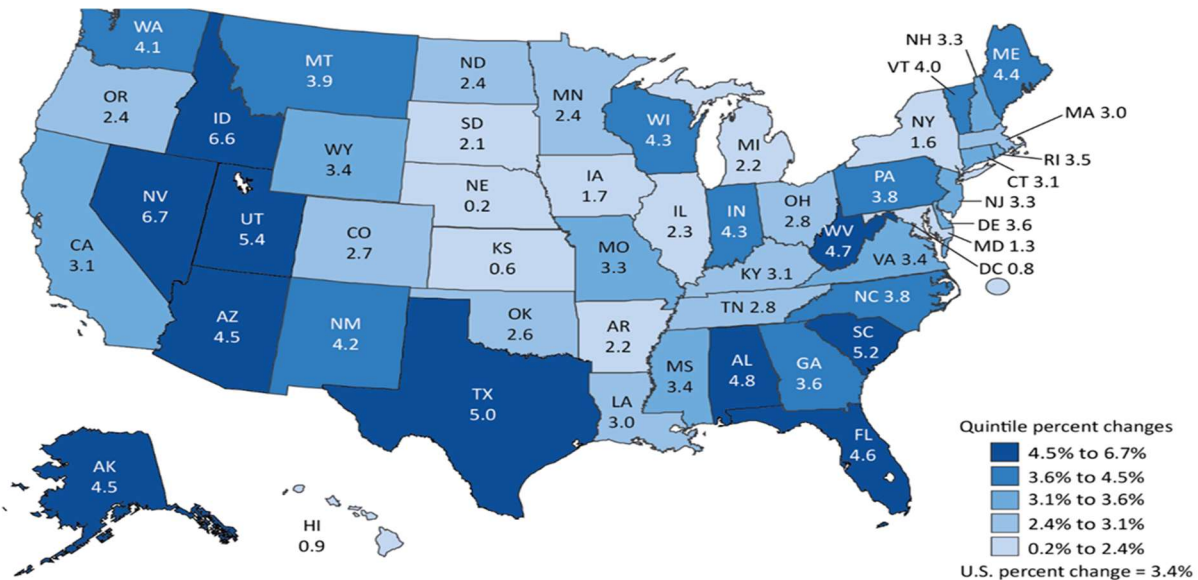 WA
4.1
MT
3.9
ND
2.4
MN
2.4
OR
2.4
ID
6.6
WY
3.4
SD
2.1
WI
4.3
MI
2.2
NY
1.6
NH 3.3
VT 4.0
ME
4.4
MA 3.0
RI 3.5
CT 3.1
NJ 3.3
DE 3.6
MD 1.3
DC 0.8
PA
3.8
NV
6.7
UT
5.4
CA
3.1
CO
2.7
NE
0.2
IA
1.7
KS
0.6
MO
3.3
IL
2.3
IN
4.3
OH
2.8
WV
4.7
VA 3.4
KY 3.1
NC 3.8
TN 2.8
SC
5.2
AZ
4.5
NM
4.2
OK
2.6
AR
2.2
MS
3.4
AL
4.8
GA
3.6
TX
5.0
LA
3.0
FL
4.6
AK
4.5
HI
0.9
Quintile percent changes
4.5% to 6.7%
3.6% to 4.5%
3.1% to 3.6%
2.4% to 3.1%
0.2% to 2.4%
U.S. percent change = 3.4%